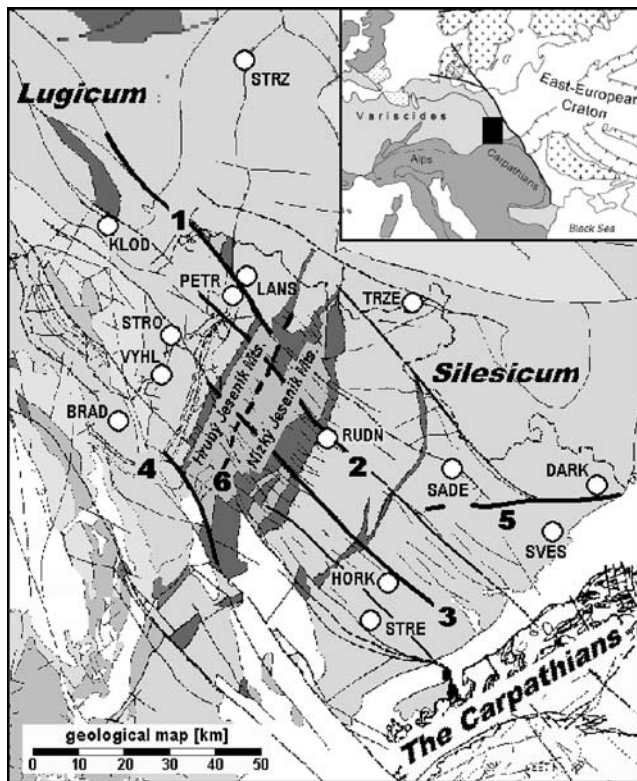 Lugicum
STRZ
East-European
Craton
Variscides
Alps
Carpathians
Black Sea
1
KLOD
PETR
LANS
STRO
TRZE
VYHL
Hrubý Jeseník Mts.
Nízký Jeseník Mts.
Silesicum
BRAD
RUDN
4
6
2
SADE
DARK
5
SVES
HORK
3
STRE
The Carpathians
geological map [km]
0 10 20 30 40 50